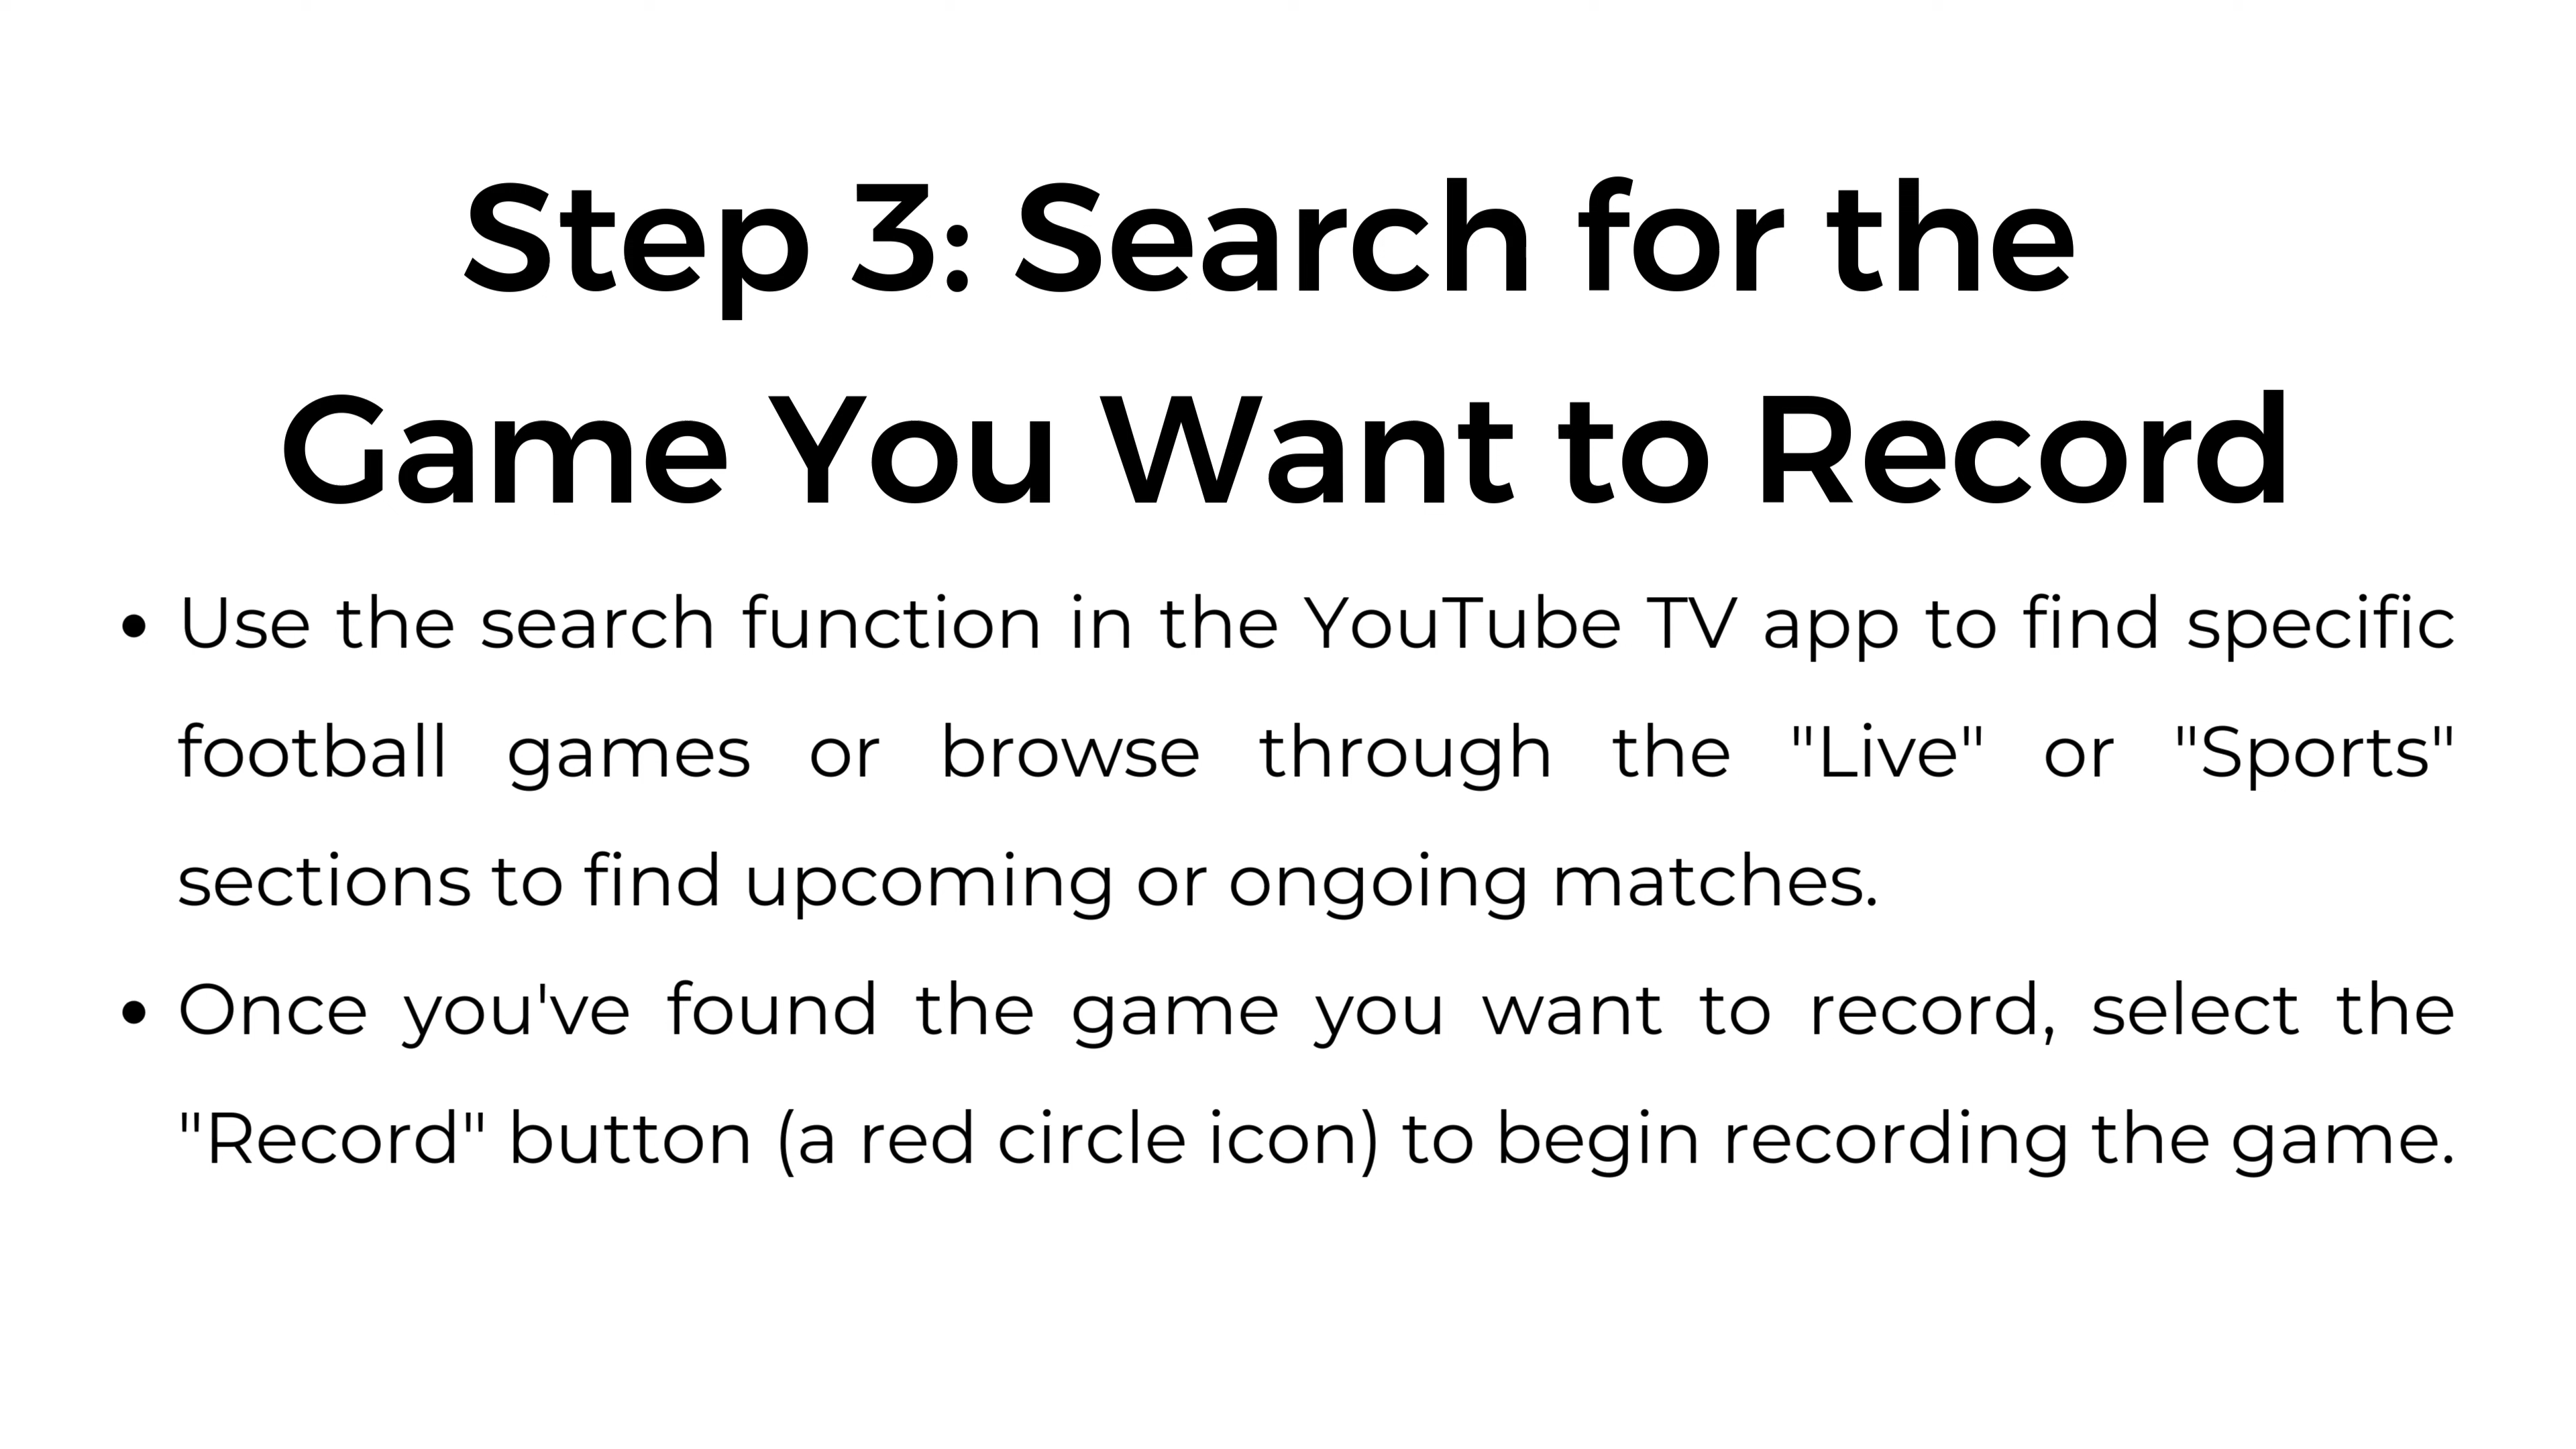 Step 3: Search for the
Game You Want to Record
• Use the search function in the YouTube TV app to find specific
football games or browse through the "Live" or "Sports"
sections to find upcoming or ongoing matches.
• Once you've found the game you want to record, select the
"Record" button (a red circle icon) to begin recording the game.